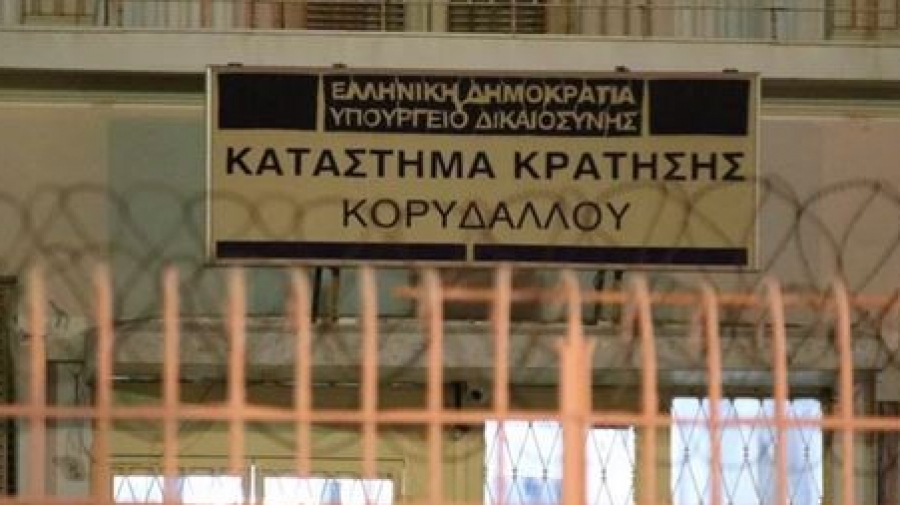 ΕΛΛΗΝΙΚΗ ΔΗΜΟΚΡΑΤΙΑ
ΥΠΟΥΡΓΕΙΟ ΔΙΚΑΙΟΣΥΝΗΣ
ΚΑΤΑΣΤΗΜΑ ΚΡΑΤΗΣΗΣ
ΚΟΡΥΔΑΛΛΟΥ